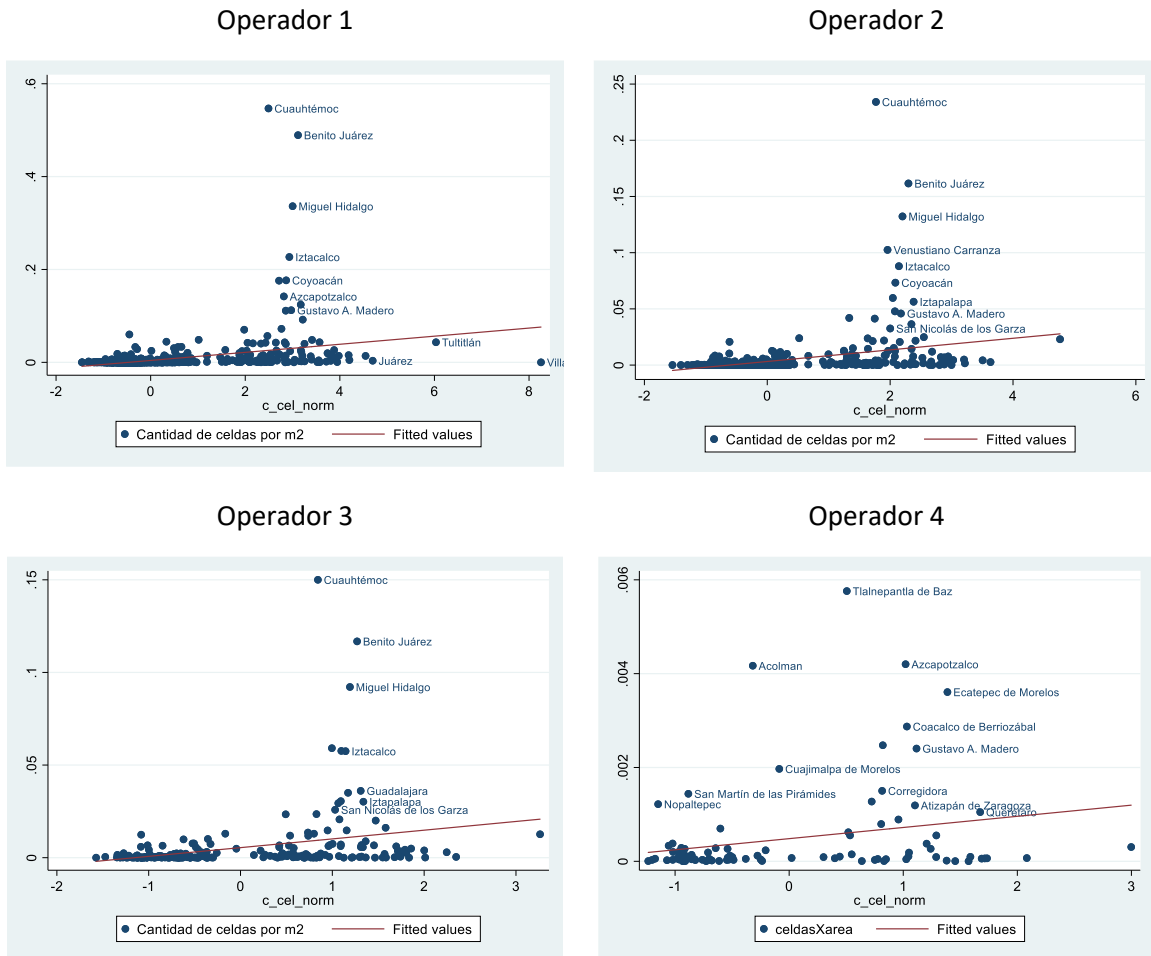 Operador 1
.6
.4
.2
0
Cuauhtémoc
Benito Juárez
Miguel Hidalgo
Iztacalco
Coyoacán
Azcapotzalco
Gustavo A. Madero
Tultitlán
Juárez
Villa
-2 0 2 4 6 8
c_cel_norm
Cantidad de celdas por m2 Fitted values
Operador 2
.25
.2
.15
.1
.05
0
Cuauhtémoc
Benito Juárez
Miguel Hidalgo
Venustiano Carranza
Iztacalco
Coyoacán
Iztapalapa
Gustavo A. Madero
San Nicolás de los Garza
-2 0 2 4 6
c_cel_norm
Cantidad de celdas por m2 Fitted values
Operador 3
.15
.1
.05
0
Cuauhtémoc
Benito Juárez
Miguel Hidalgo
Iztacalco
Guadalajara
Iztapalapa
San Nicolás de los Garza
-2 -1 0 1 2 3
c_cel_norm
Cantidad de celdas por m2 Fitted values
Operador 4
.006
.004
.002
0
Tlalnepantla de Baz
Acolman
Azcapotzalco
Ecatepec de Morelos
Coacalco de Berriozábal
Gustavo A. Madero
Cuajimalpa de Morelos
San Martín de las Pirámides
Corregidora
Nopaltepec
Atizapán de Zaragoza
Querétaro
-1 0 1 2 3
c_cel_norm
celdasXarea Fitted values